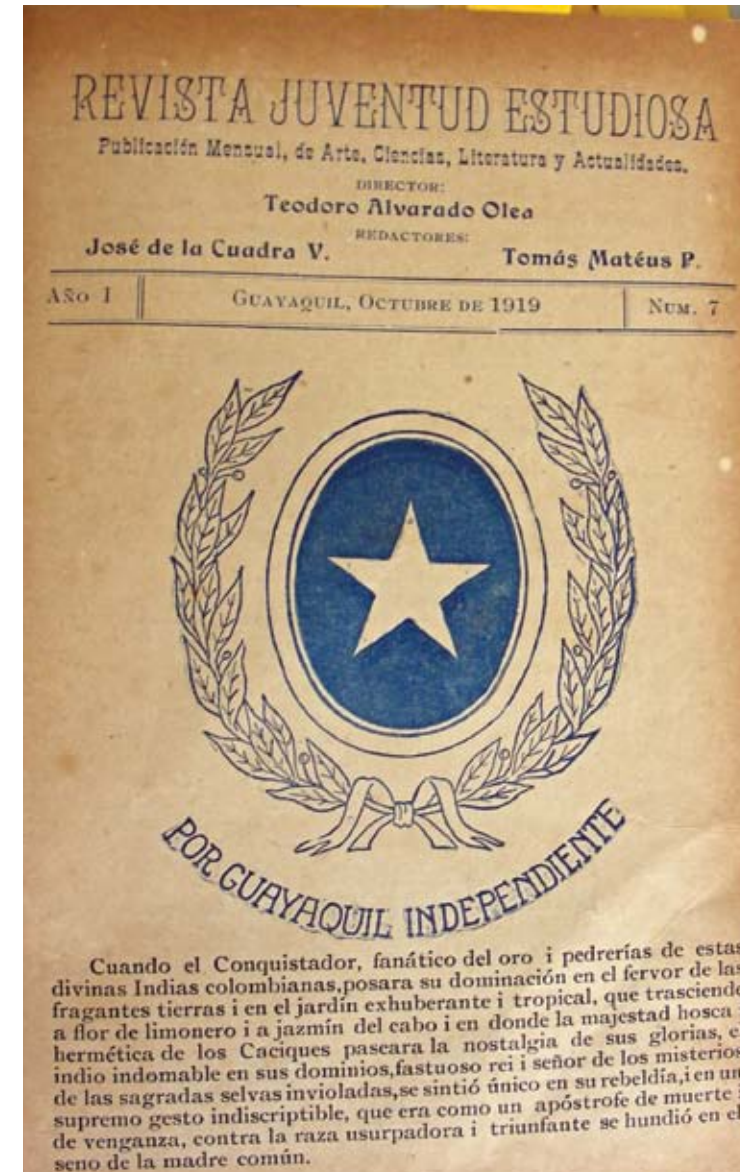 REVISTA JUVENTUD ESTUDIOSA
Publicación Mensual, de Arte, Ciencias, Literatura y Actualidades.
DIRECTOR:
Teodoro Alvarado Olea
REDACTORES:
José de la Cuadra V. Tomás Matéus P.
AÑO I GUAYAQUIL, OCTUBRE DE 1919 NUM. 7
POR GUAYAQUIL INDEPENDIENTE
Cuando el Conquistador, fanático del oro i pedrerías de estas
divinas Indias colombianas,posara su dominación en el fervor de las
fragantes tierras i en el jardín exhuberante i tropical, que trasciende
a flor de limonero i a jazmín del cabo i en donde la majestad hosca i
hermética de los Caciques paseara la nostalgia de sus glorias, el
indio indomable en sus dominios,fastuoso rei i señor de los misterios
de las sagradas selvas invioladas,se sintió único en su rebeldía,i en un
supremo gesto indiscriptible, que era como un apóstrofe de muerte i
de venganza, contra la raza usurpadora i triunfante se hundió en el
seno de la madre común.